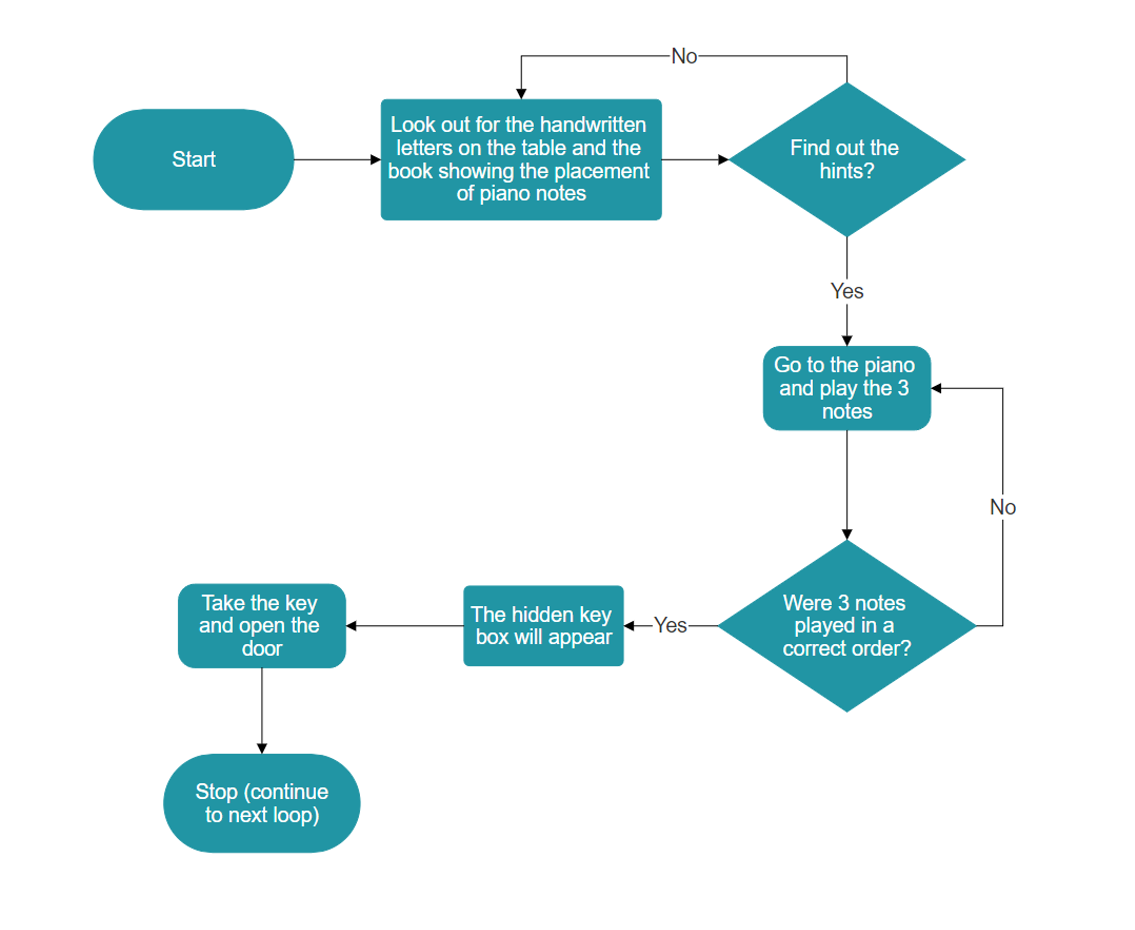 No
Start
Look out for the handwritten
letters on the table and the
book showing the placement
of piano notes
Find out the
hints?
Yes
Go to the piano
and play the 3
notes
No
Were 3 notes
played in a
correct order?
Yes
The hidden key
box will appear
Take the key
and open the
door
Stop (continue
to next loop)